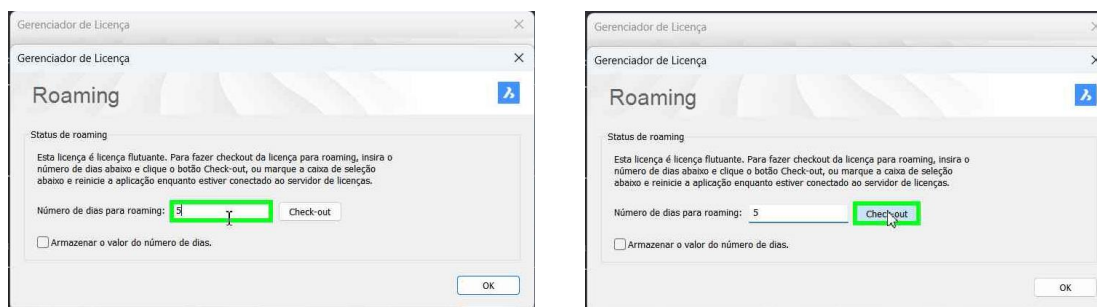 Gerenciador de Licença
Gerenciador de Licença
Roaming
Status de roaming
Esta licença é licença flutuante. Para fazer checkout da licença para roaming, insira o
número de dias abaixo e clique o botão Check-out, ou marque a caixa de seleção
abaixo e reinicie a aplicação enquanto estiver conectado ao servidor de licenças.
Número de dias para roaming: 5 Check-out
Armazenar o valor do número de dias.
OK
Gerenciador de Licença
Gerenciador de Licença
Roaming
Status de roaming
Esta licença é licença flutuante. Para fazer checkout da licença para roaming, insira o
número de dias abaixo e clique o botão Check-out, ou marque a caixa de seleção
abaixo e reinicie a aplicação enquanto estiver conectado ao servidor de licenças.
Número de dias para roaming: 5 Check-out
Armazenar o valor do número de dias.
OK